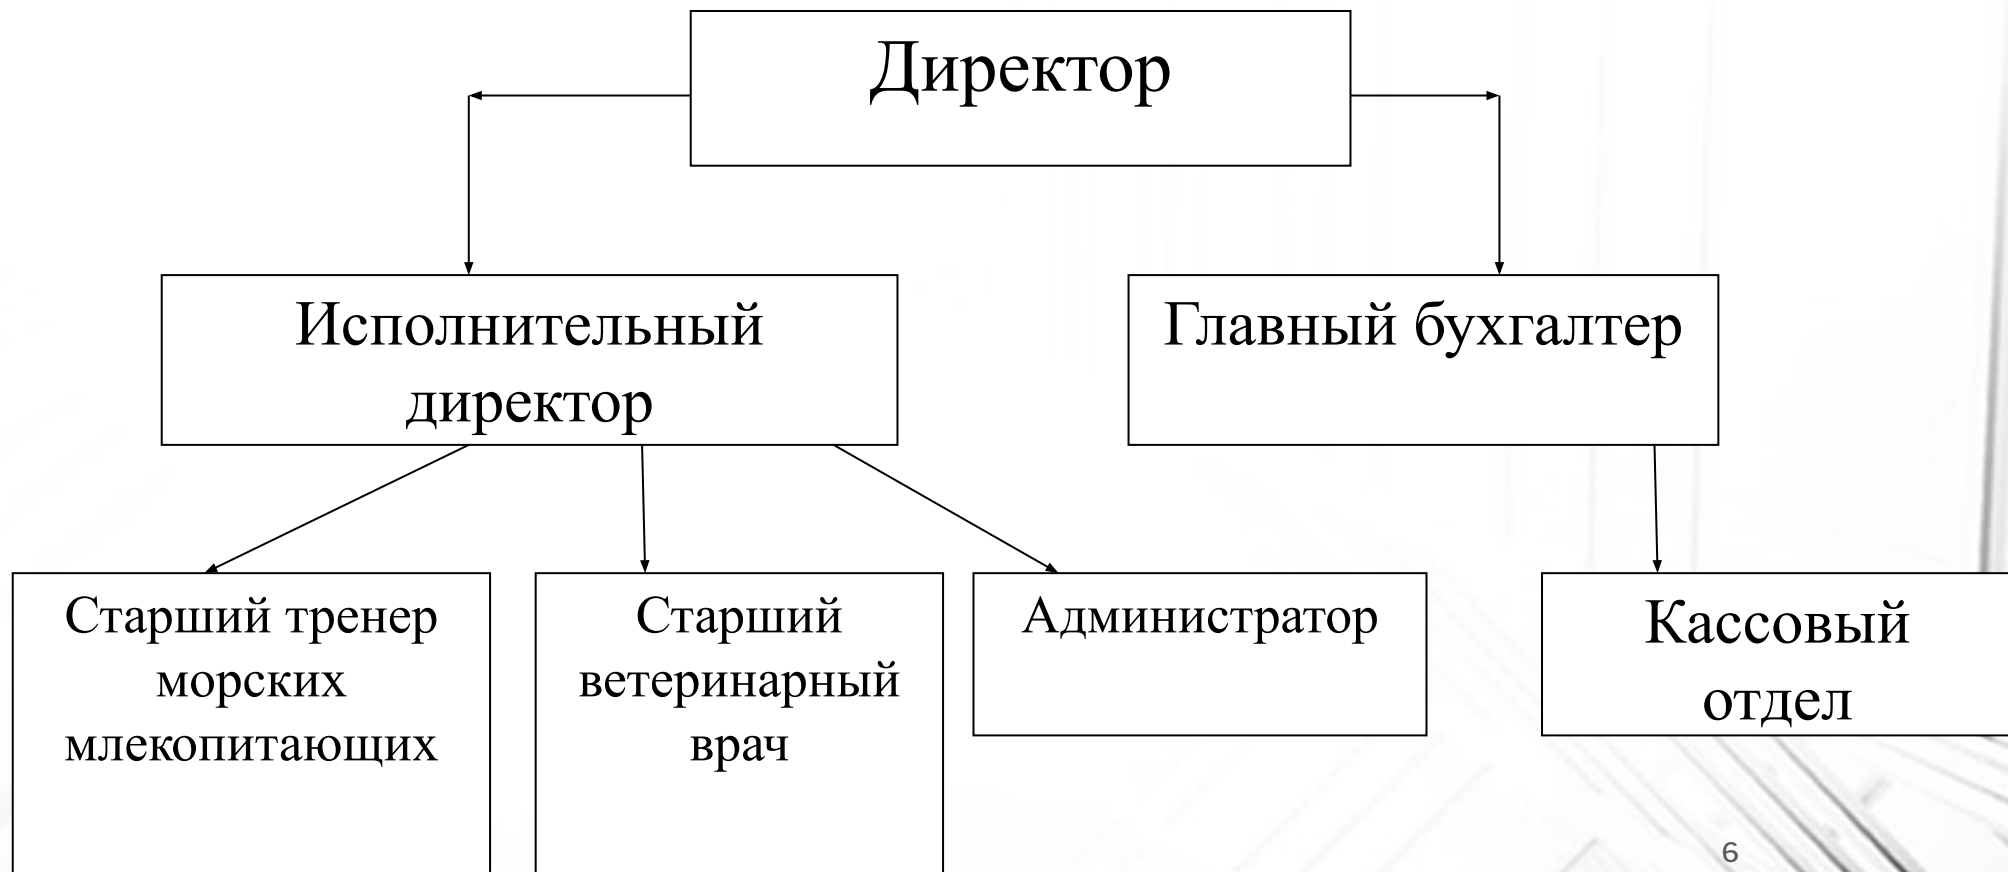 Директор
Исполнительный
директор
Главный бухгалтер
Старший тренер
морских
млекопитающих
Старший
ветеринарный
врач
Администратор
Кассовый
отдел
6